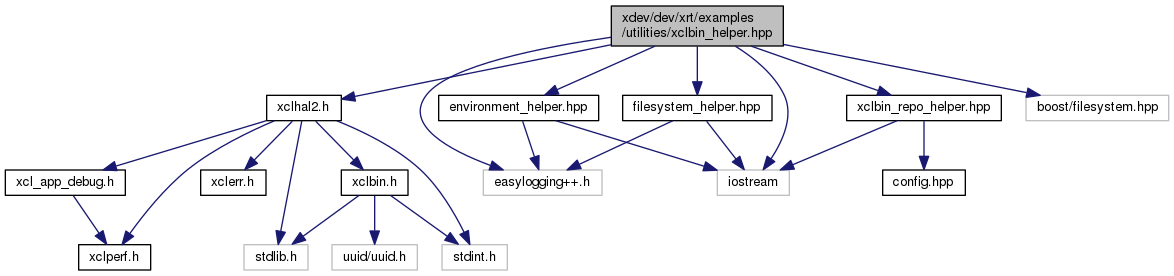 xdev/dev/xrt/examples
/utilities/xclbin_helper.hpp
xclhal2.h
environment_helper.hpp
filesystem_helper.hpp
xclbin_repo_helper.hpp
boost/filesystem.hpp
xcl_app_debug.h
xclerr.h
xclbin.h
easylogging++.h
iostream
config.hpp
xclperf.h
stdlib.h
uuid/uuid.h
stdint.h